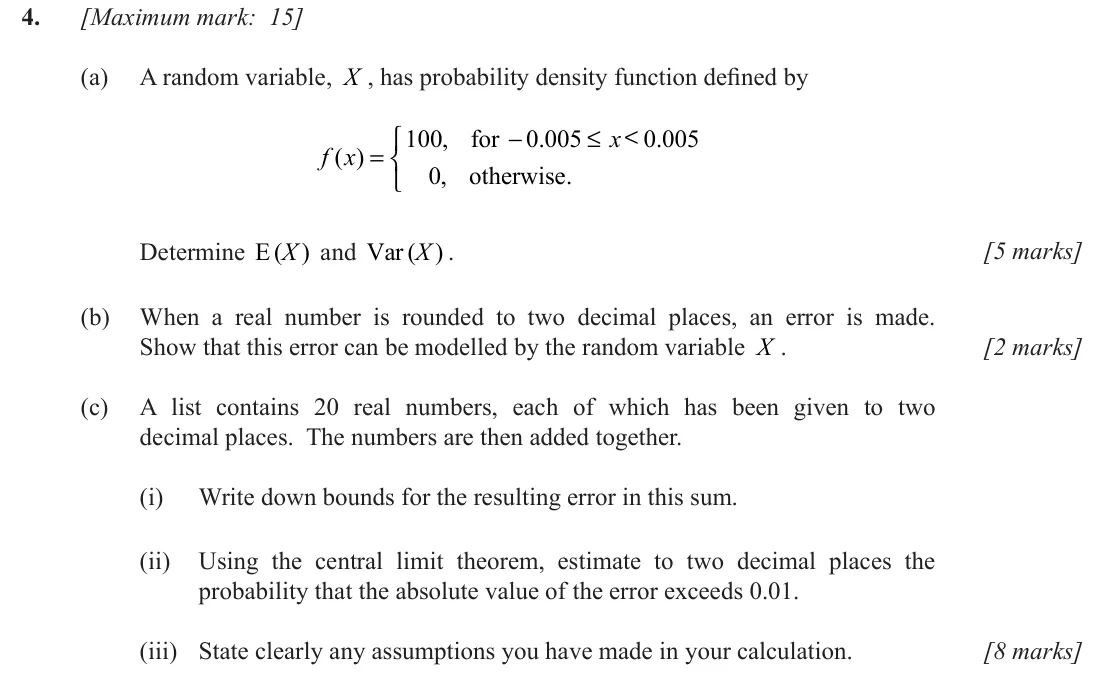 4. [Maximum mark: 15]
(a) A random variable, X , has probability density function defined by
f(x) = { 100, for −0.005 ≤ x < 0.005
0, otherwise.
Determine E(X) and Var(X). [5 marks]
(b) When a real number is rounded to two decimal places, an error is made.
Show that this error can be modelled by the random variable X . [2 marks]
(c) A list contains 20 real numbers, each of which has been given to two
decimal places. The numbers are then added together.
(i) Write down bounds for the resulting error in this sum.
(ii) Using the central limit theorem, estimate to two decimal places the
probability that the absolute value of the error exceeds 0.01.
(iii) State clearly any assumptions you have made in your calculation. [8 marks]